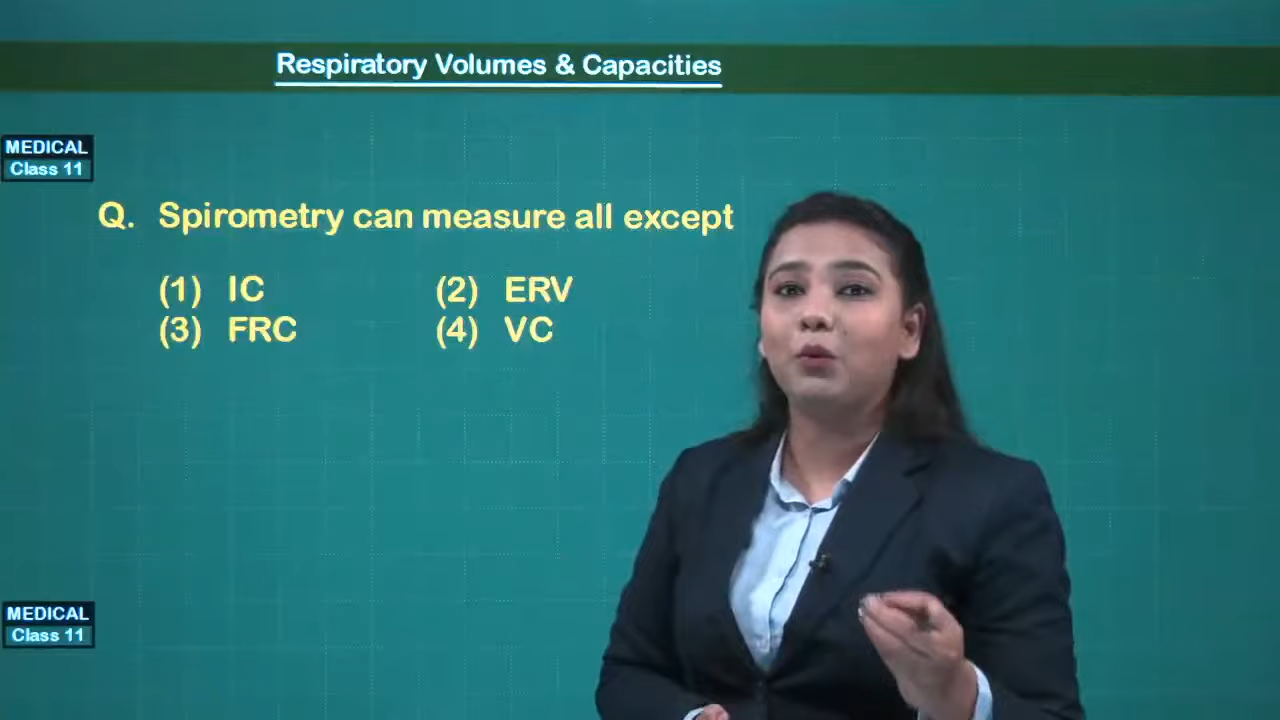 Respiratory Volumes & Capacities
MEDICAL
Class 11
Q. Spirometry can measure all except
(1) IC (2) ERV
(3) FRC (4) VC
MEDICAL
Class 11